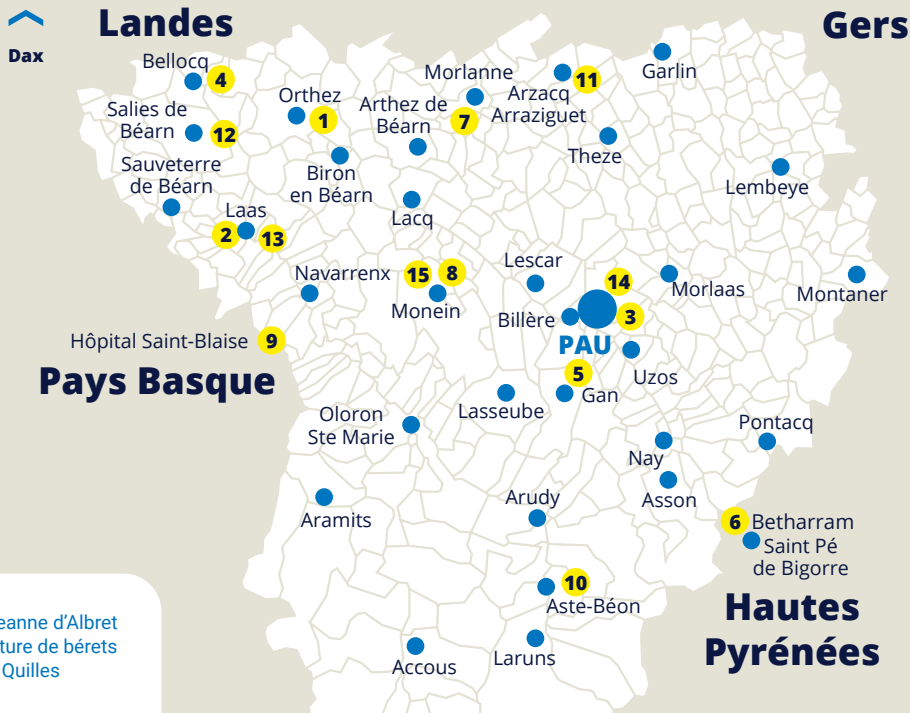 Landes
Gers
Dax
Bellocq
4
Morlanne
11
Garlin
Orthez
1
Arthez de
Béarn
7
Arzacq
Arraziguet
Salies de
Béarn
12
Theze
Sauveterre
de Béarn
Biron
en Béarn
Lembeye
Laas
2
13
Lacq
Navarrenx
15
8
Monein
Lescar
14
Morlaas
Montaner
Billère
3
PAU
Hôpital Saint-Blaise
9
Pays Basque
5
Gan
Uzos
Lasseube
Oloron
Ste Marie
Pontacq
Nay
Asson
Aramits
Arudy
6
Betharram
Saint Pé
de Bigorre
10
Aste-Béon
Hautes
Pyrénées
eanne d’Albret
ture de bérets
Quilles
Accous
Laruns